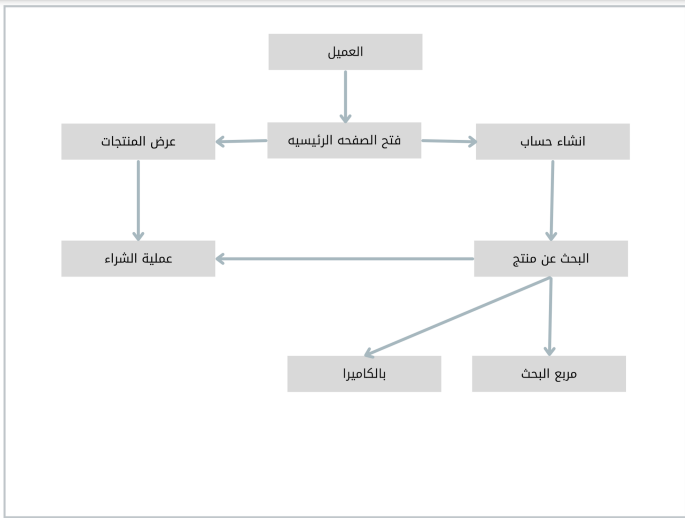 العميل
انشاء حساب
فتح الصفحه الرئيسيه
عرض المنتجات
البحث عن منتج
عملية الشراء
مربع البحث
بالكاميرا